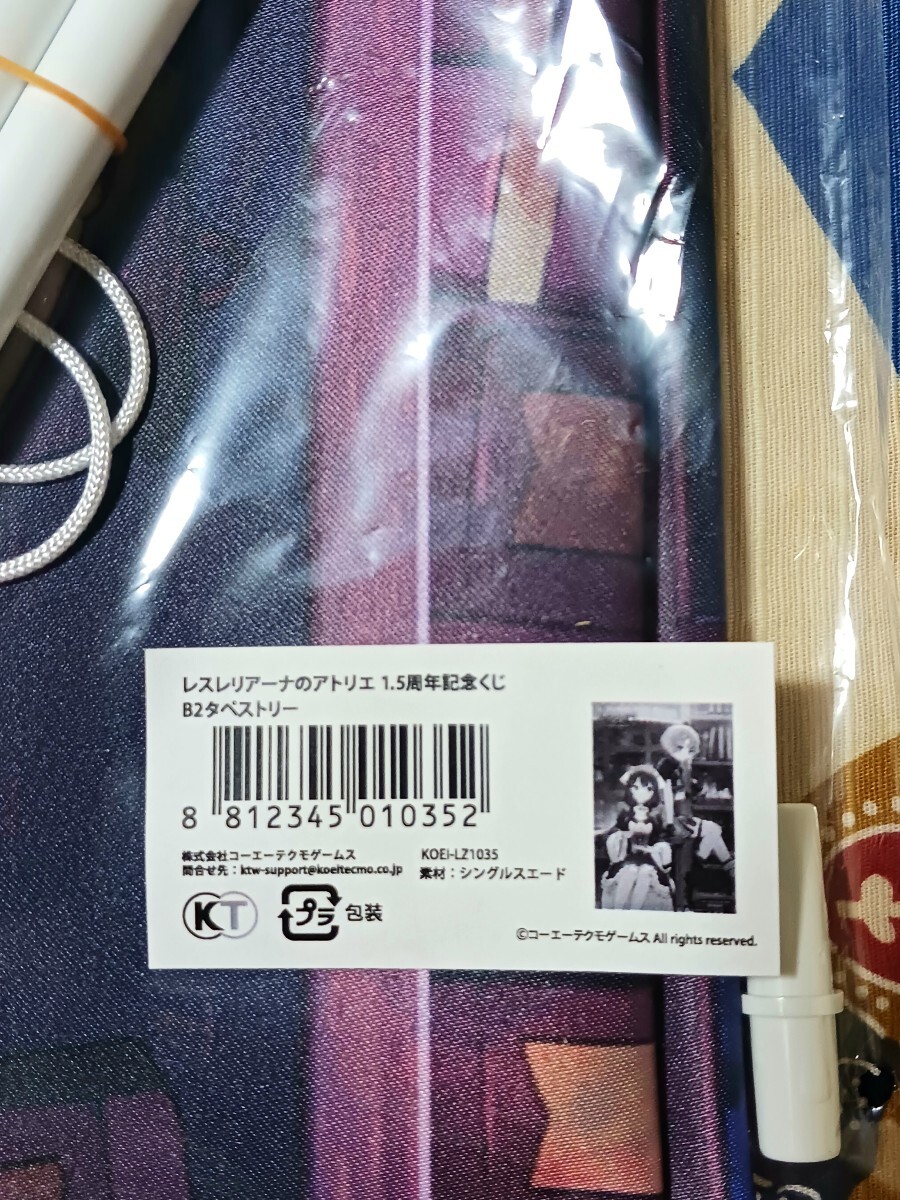 レスレリアーナのアトリエ 1.5周年記念くじ
B2タペストリー
8 812345 010352
株式会社コーエーテクモゲームス
問合せ先：ktw-support@koeitecmo.co.jp
KOEI-LZ1035
素材：シングルスエード
KT
プラ 包装
©コーエーテクモゲームス All rights reserved.